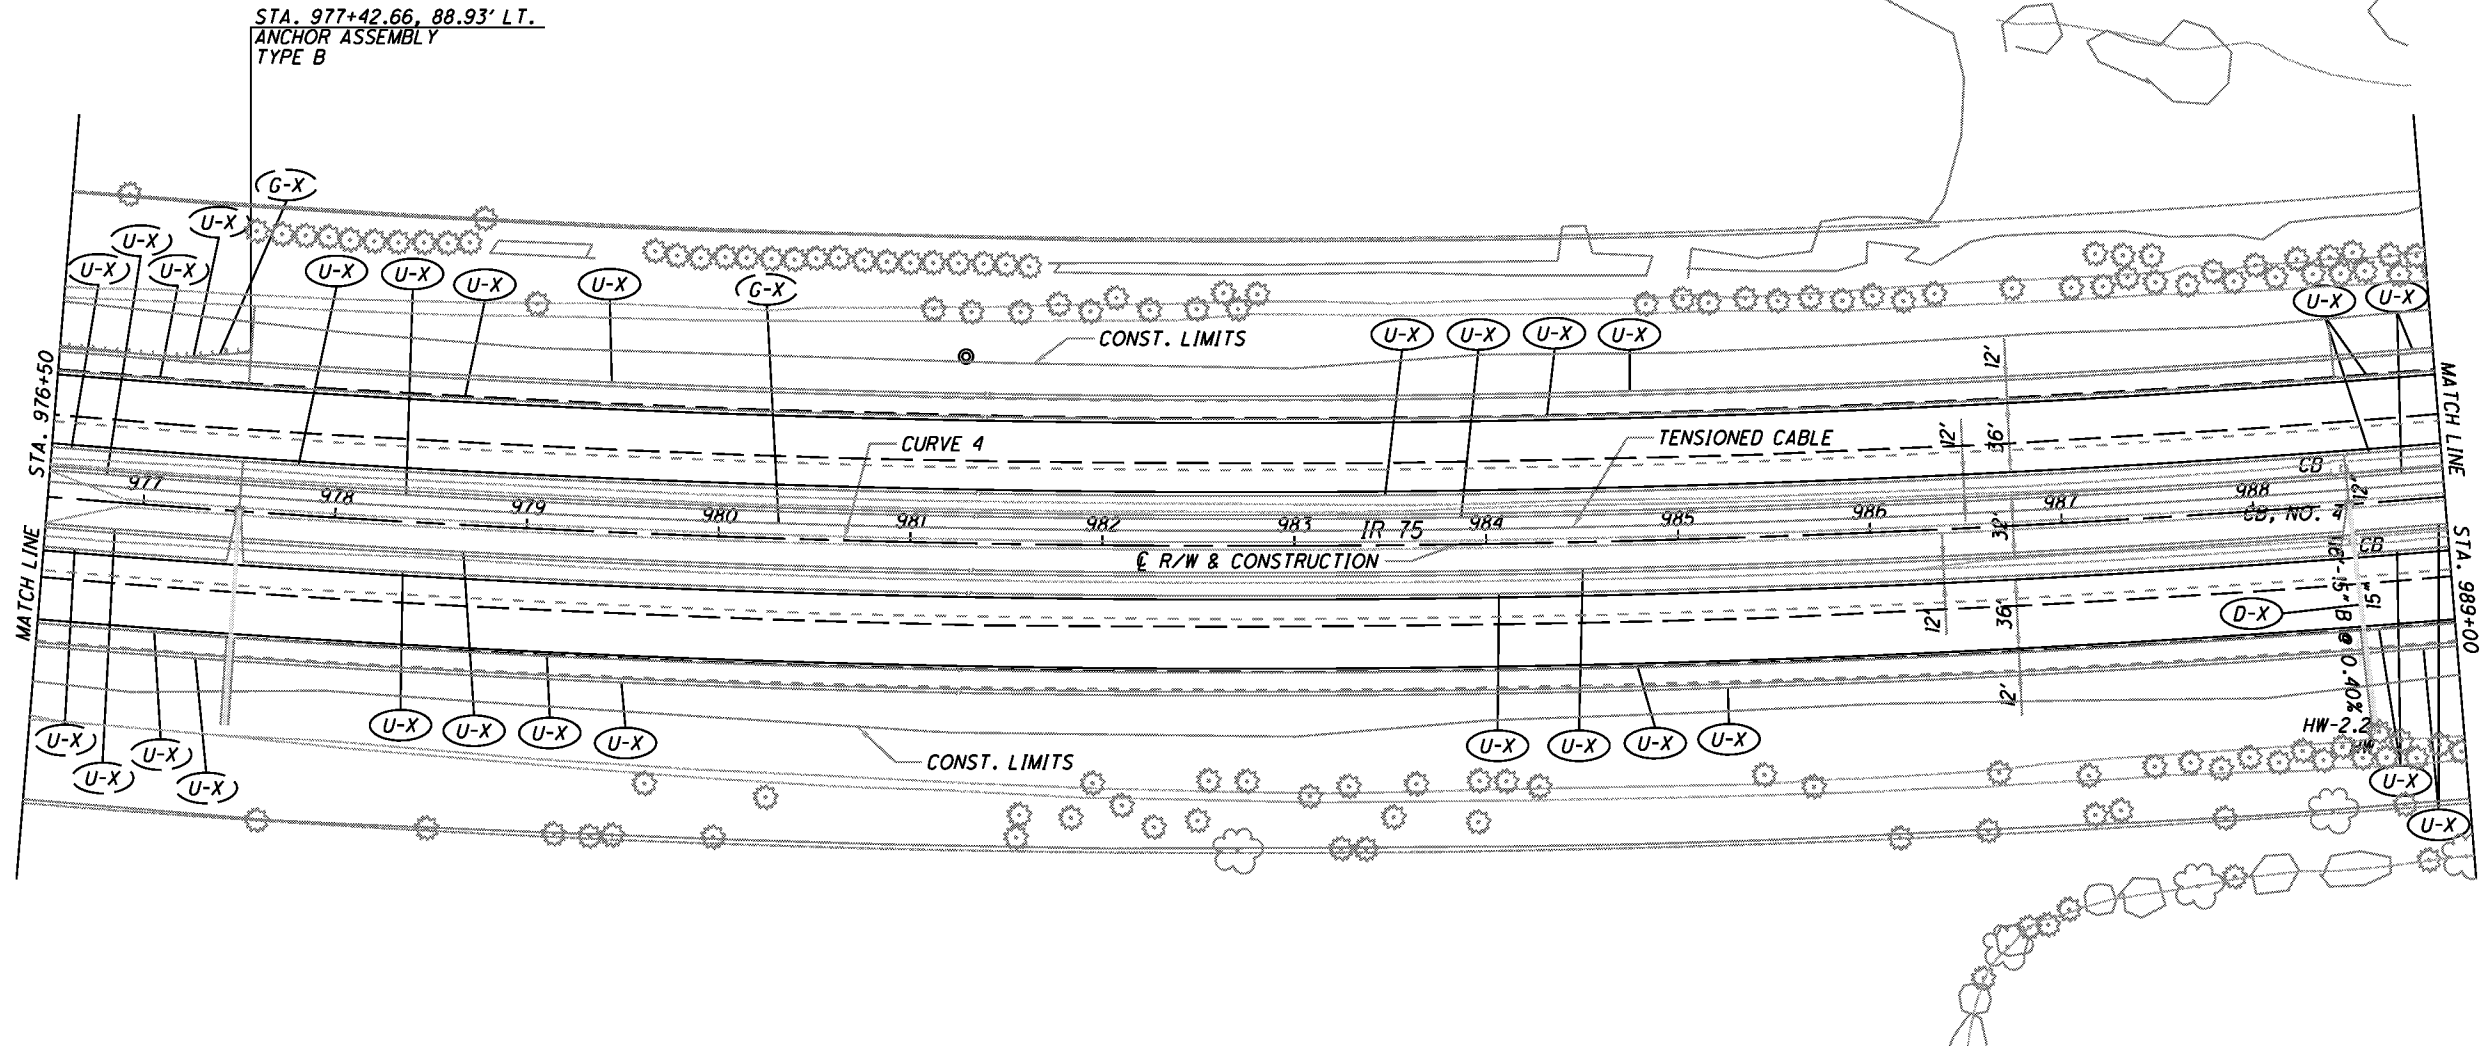 STA. 977+42.66, 88.93' LT.
ANCHOR ASSEMBLY
TYPE B
G-X
U-X
U-X
U-X
U-X
U-X
U-X
U-X
U-X
G-X
U-X
U-X
CONST. LIMITS
U-X
U-X
U-X
U-X
12'
STA. 976+50
MATCH LINE
MATCH LINE
STA. 989+00
CURVE 4
TENSIONED CABLE
12'
36'
CB
977
978
979
980
981
982
983
IR 75
984
985
986
987
988
12"
32'
CB, NO. 4
CB
℄ R/W & CONSTRUCTION
12'
36'
D-X
15"
B @ 0.40%
12'
HW-2.2
HW
U-X
U-X
U-X
U-X
U-X
U-X
U-X
U-X
U-X
U-X
U-X
U-X
CONST. LIMITS
U-X
U-X